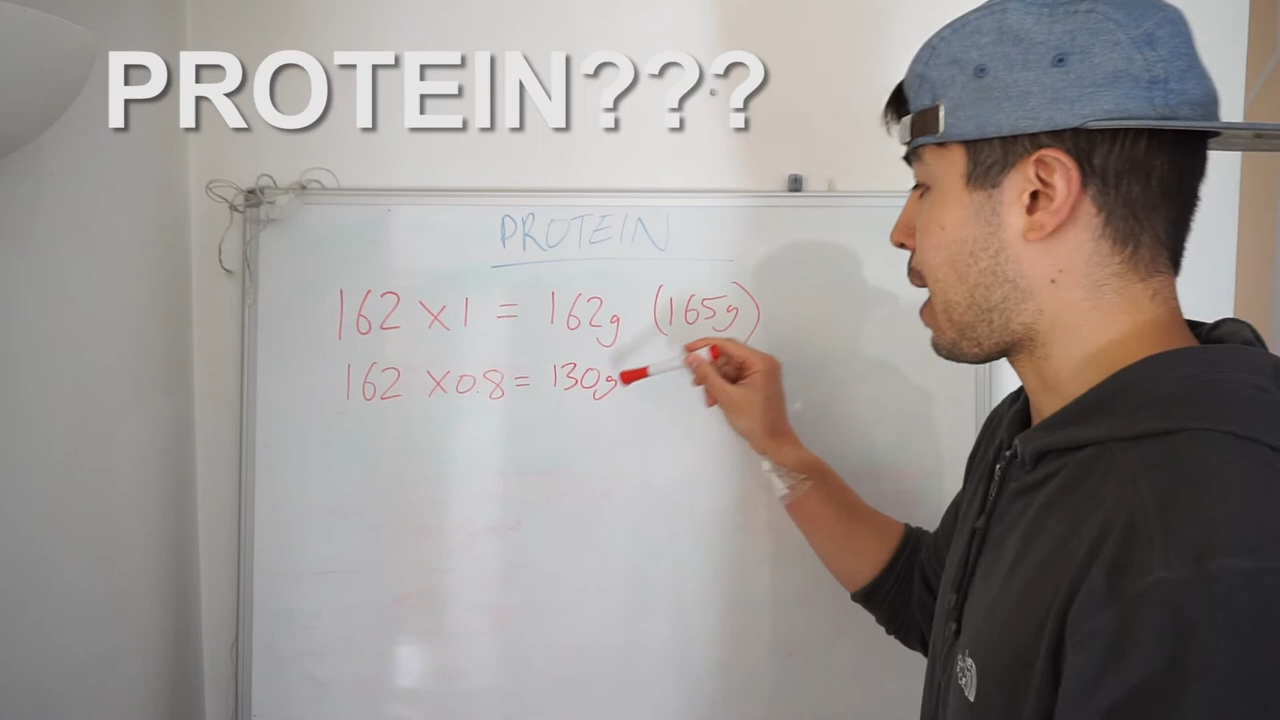 PROTEIN???
PROTEIN
162 x 1 = 162g (165g)
162 x 0.8 = 130g